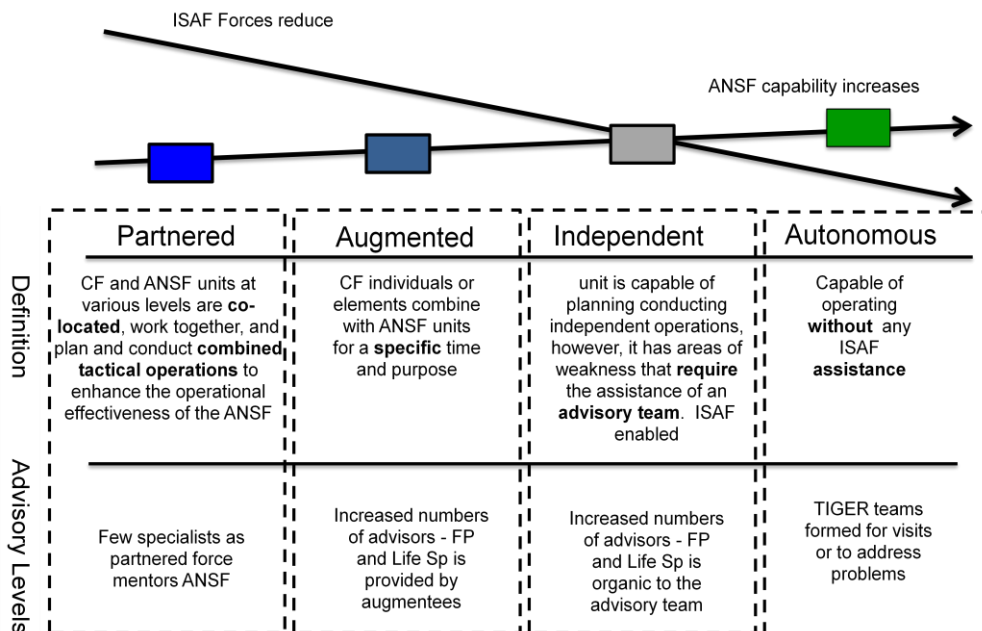 ISAF Forces reduce
ANSF capability increases
Partnered
Augmented
Independent
Autonomous
Definition
CF and ANSF units at
various levels are co-
located, work together, and
plan and conduct combined
tactical operations to
enhance the operational
effectiveness of the ANSF
CF individuals or
elements combine
with ANSF units
for a specific time
and purpose
unit is capable of
planning conducting
independent operations,
however, it has areas of
weakness that require
the assistance of an
advisory team. ISAF
enabled
Capable of
operating
without any
ISAF
assistance
Advisory Levels
Few specialists as
partnered force
mentors ANSF
Increased numbers
of advisors - FP
and Life Sp is
provided by
augmentees
Increased numbers
of advisors - FP
and Life Sp is
organic to the
advisory team
TIGER teams
formed for visits
or to address
problems